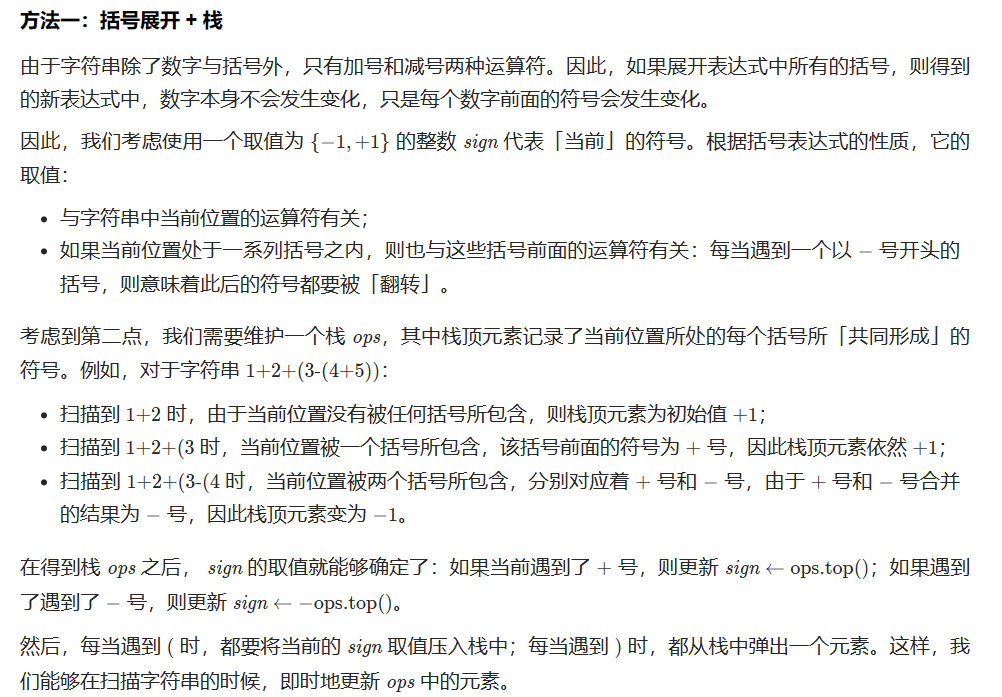 方法一：括号展开 + 栈
由于字符串除了数字与括号外，只有加号和减号两种运算符。因此，如果展开表达式中所有的括号，则得到
的新表达式中，数字本身不会发生变化，只是每个数字前面的符号会发生变化。
因此，我们考虑使用一个取值为 {−1, +1} 的整数 sign 代表「当前」的符号。根据括号表达式的性质，它的
取值：
• 与字符串中当前位置的运算符有关；
• 如果当前位置处于一系列括号之内，则也与这些括号前面的运算符有关：每当遇到一个以 − 号开头的
括号，则意味着此后的符号都要被「翻转」。
考虑到第二点，我们需要维护一个栈 ops，其中栈顶元素记录了当前位置所处的每个括号所「共同形成」的
符号。例如，对于字符串 1+2+(3-(4+5))：
• 扫描到 1+2 时，由于当前位置没有被任何括号所包含，则栈顶元素为初始值 +1；
• 扫描到 1+2+(3 时，当前位置被一个括号所包含，该括号前面的符号为 + 号，因此栈顶元素依然 +1；
• 扫描到 1+2+(3-(4 时，当前位置被两个括号所包含，分别对应着 + 号和 − 号，由于 + 号和 − 号合并
的结果为 − 号，因此栈顶元素变为 −1。
在得到栈 ops 之后， sign 的取值就能够确定了：如果当前遇到了 + 号，则更新 sign ← ops.top()；如果遇到
了遇到了 − 号，则更新 sign ← −ops.top()。
然后，每当遇到 ( 时，都要将当前的 sign 取值压入栈中；每当遇到 ) 时，都从栈中弹出一个元素。这样，我
们能够在扫描字符串的时候，即时地更新 ops 中的元素。